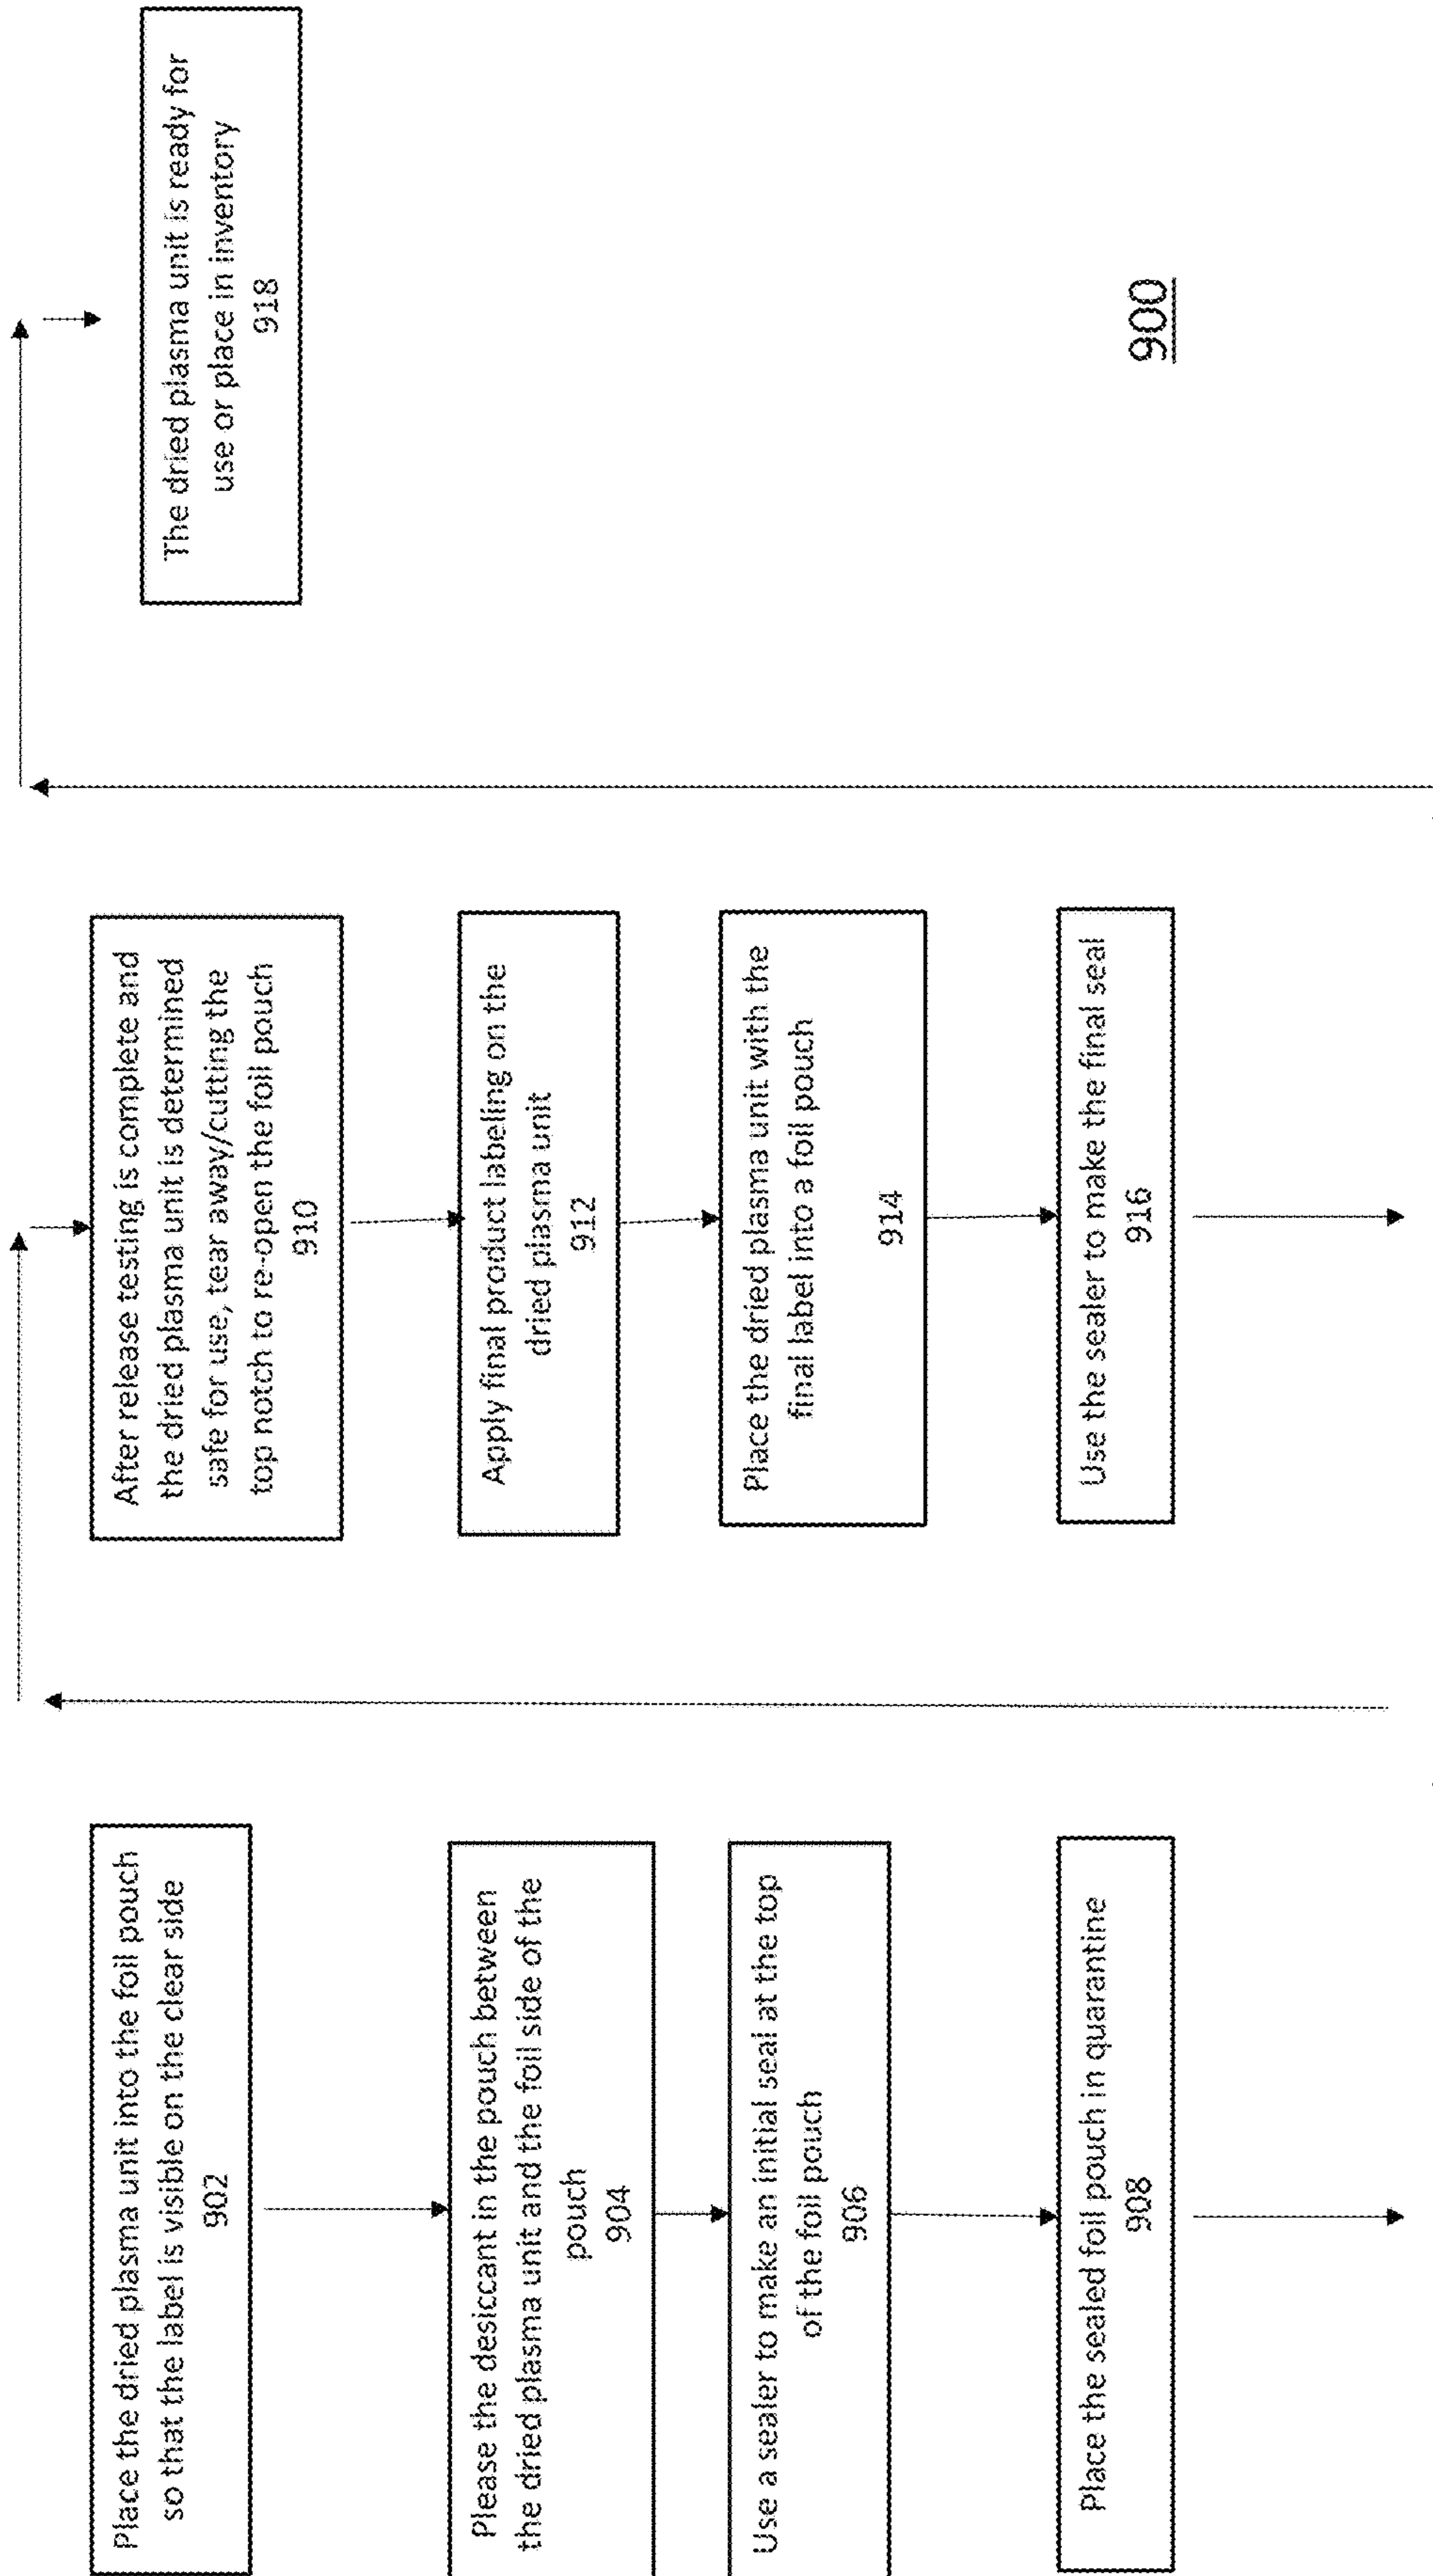 Place the dried plasma unit into the foil pouch
so that the label is visible on the clear side
902
Please the desiccant in the pouch between
the dried plasma unit and the foil side of the
pouch
904
Use a sealer to make an initial seal at the top
of the foil pouch
906
Place the sealed foil pouch in quarantine
908
After release testing is complete and
the dried plasma unit is determined
safe for use, tear away/cutting the
top notch to re-open the foil pouch
910
Apply final product labeling on the
dried plasma unit
912
Place the dried plasma unit with the
final label into a foil pouch
914
Use the sealer to make the final seal
916
The dried plasma unit is ready for
use or place in inventory
918
900